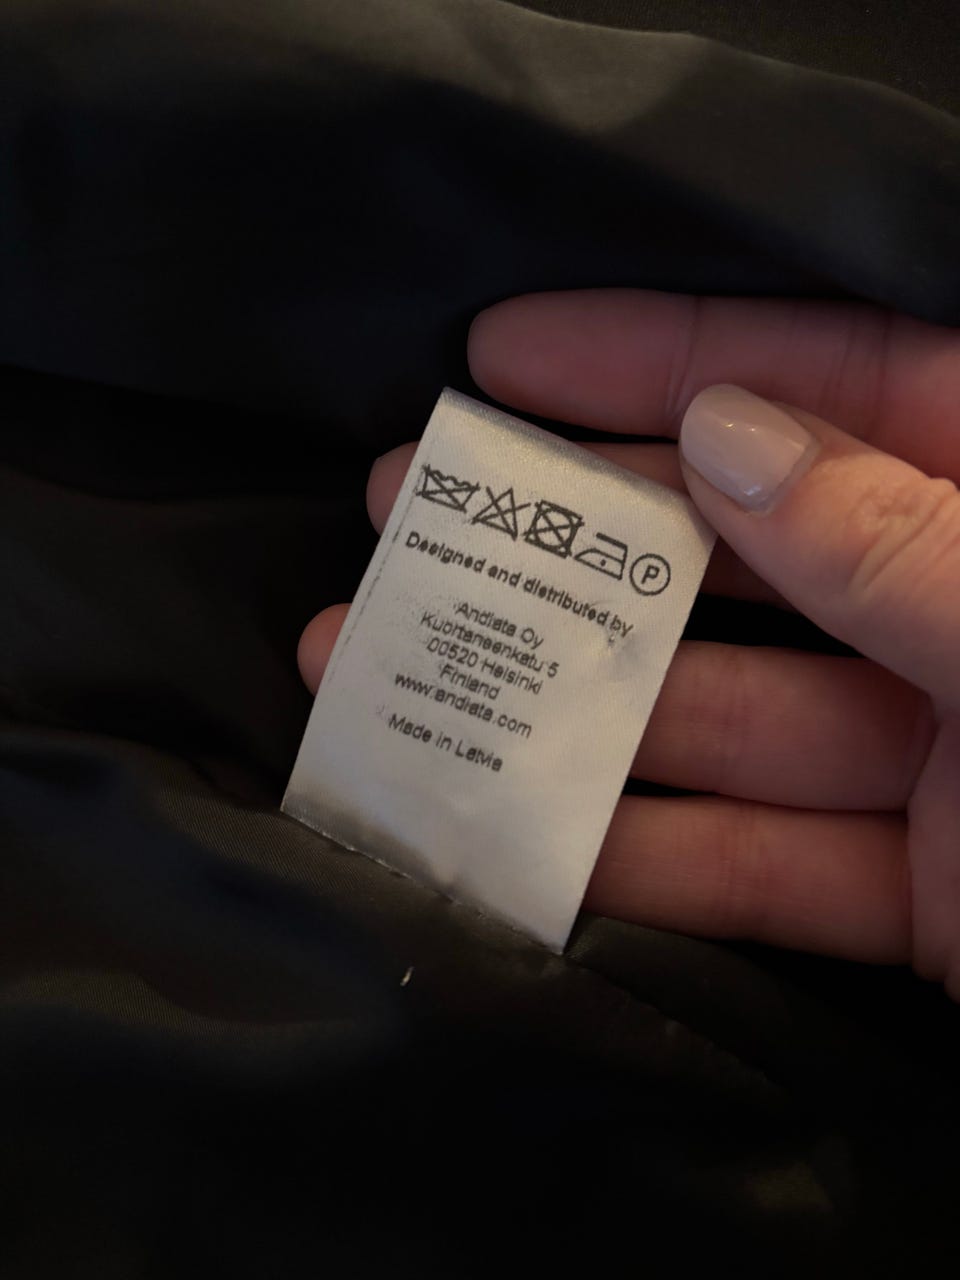 P
Designed and distributed by
Andiata Oy
Kuortaneenkatu 5
00520 Helsinki
Finland
www.andiata.com
Made in Latvia